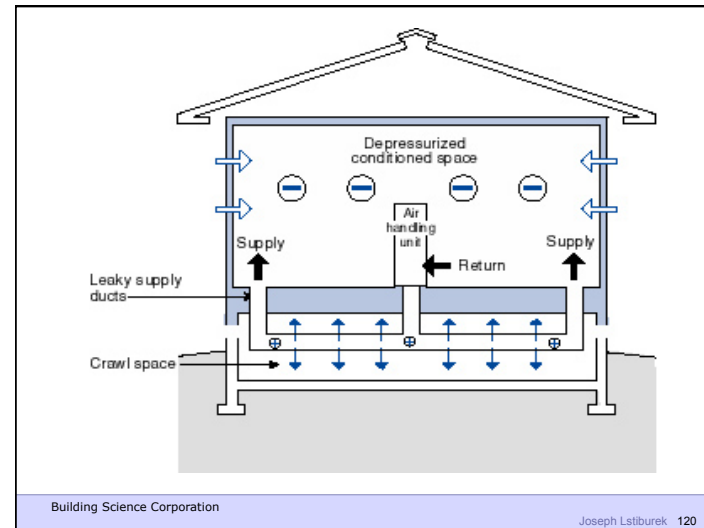 Depressurized
conditioned space
Air
handling
unit
Supply
Return
Supply
Leaky supply
ducts
Crawl space
Building Science Corporation
Joseph Lstiburek 120